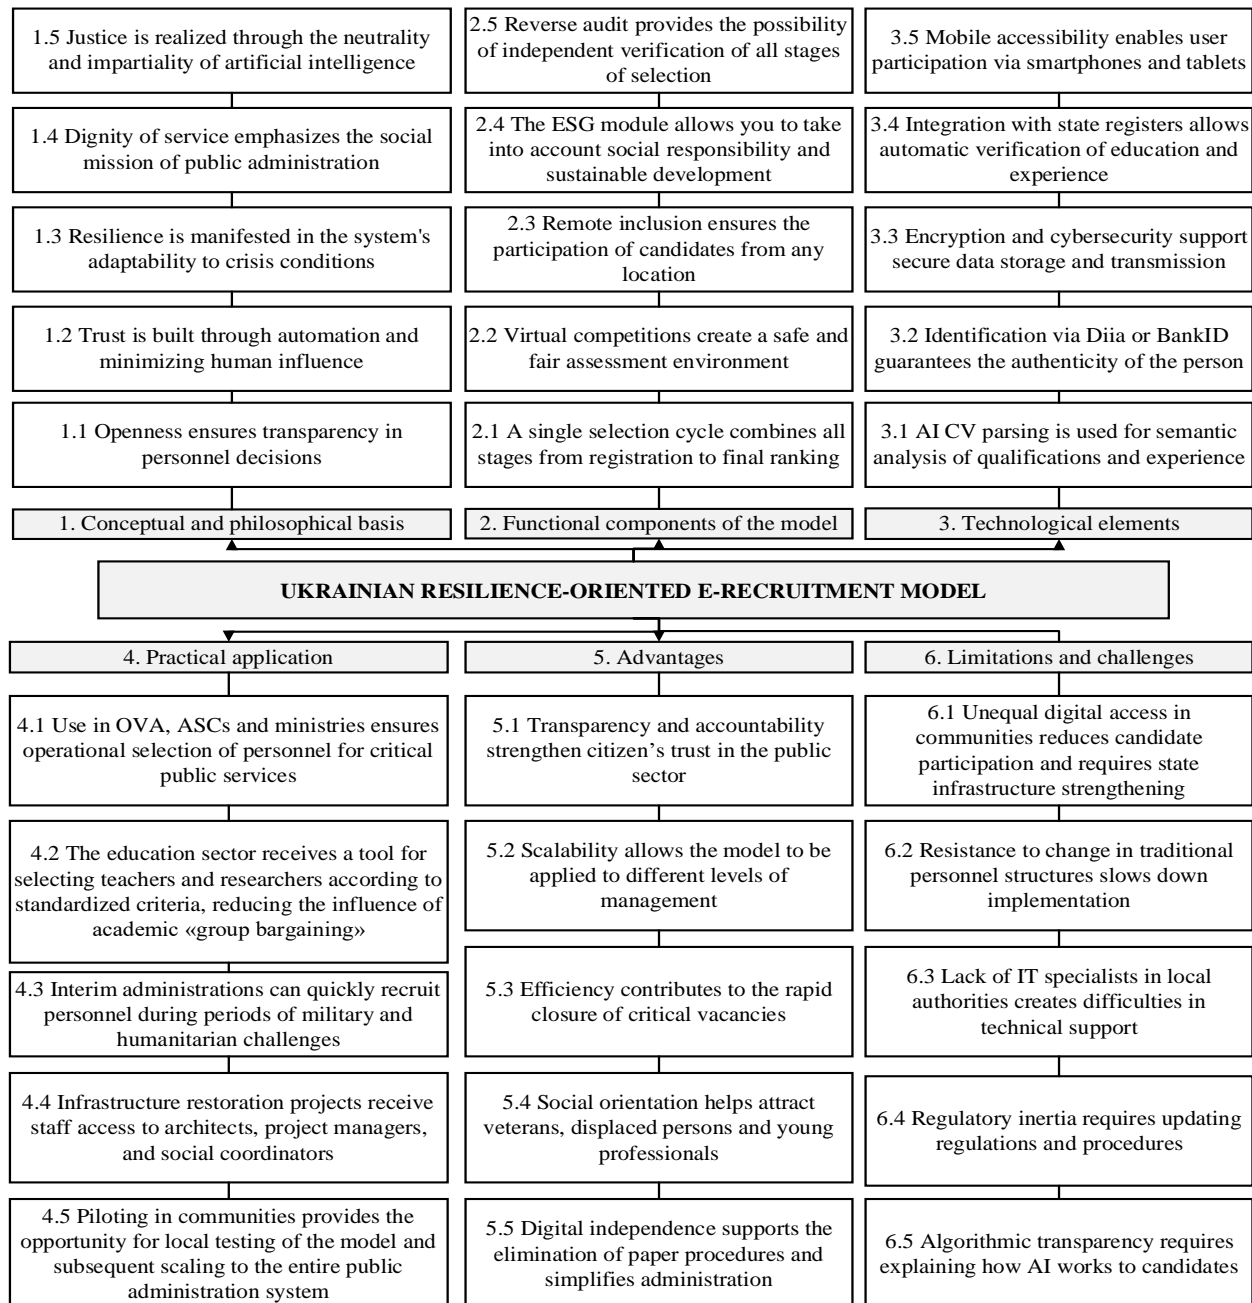 1.5 Justice is realized through the neutrality
and impartiality of artificial intelligence
1.4 Dignity of service emphasizes the social
mission of public administration
1.3 Resilience is manifested in the system's
adaptability to crisis conditions
1.2 Trust is built through automation and
minimizing human influence
1.1 Openness ensures transparency in
personnel decisions
1. Conceptual and philosophical basis
2.5 Reverse audit provides the possibility
of independent verification of all stages
of selection
2.4 The ESG module allows you to take
into account social responsibility and
sustainable development
2.3 Remote inclusion ensures the
participation of candidates from any
location
2.2 Virtual competitions create a safe and
fair assessment environment
2.1 A single selection cycle combines all
stages from registration to final ranking
2. Functional components of the model
3.5 Mobile accessibility enables user
participation via smartphones and tablets
3.4 Integration with state registers allows
automatic verification of education and
experience
3.3 Encryption and cybersecurity support
secure data storage and transmission
3.2 Identification via Diia or BankID
guarantees the authenticity of the person
3.1 AI CV parsing is used for semantic
analysis of qualifications and experience
3. Technological elements
UKRAINIAN RESILIENCE-ORIENTED E-RECRUITMENT MODEL
4. Practical application
4.1 Use in OVA, ASCs and ministries ensures
operational selection of personnel for critical
public services
4.2 The education sector receives a tool for
selecting teachers and researchers according to
standardized criteria, reducing the influence of
academic «group bargaining»
4.3 Interim administrations can quickly recruit
personnel during periods of military and
humanitarian challenges
4.4 Infrastructure restoration projects receive
staff access to architects, project managers,
and social coordinators
4.5 Piloting in communities provides the
opportunity for local testing of the model and
subsequent scaling to the entire public
administration system
5. Advantages
5.1 Transparency and accountability
strengthen citizen’s trust in the public
sector
5.2 Scalability allows the model to be
applied to different levels of
management
5.3 Efficiency contributes to the rapid
closure of critical vacancies
5.4 Social orientation helps attract
veterans, displaced persons and young
professionals
5.5 Digital independence supports the
elimination of paper procedures and
simplifies administration
6. Limitations and challenges
6.1 Unequal digital access in
communities reduces candidate
participation and requires state
infrastructure strengthening
6.2 Resistance to change in traditional
personnel structures slows down
implementation
6.3 Lack of IT specialists in local
authorities creates difficulties in
technical support
6.4 Regulatory inertia requires updating
regulations and procedures
6.5 Algorithmic transparency requires
explaining how AI works to candidates